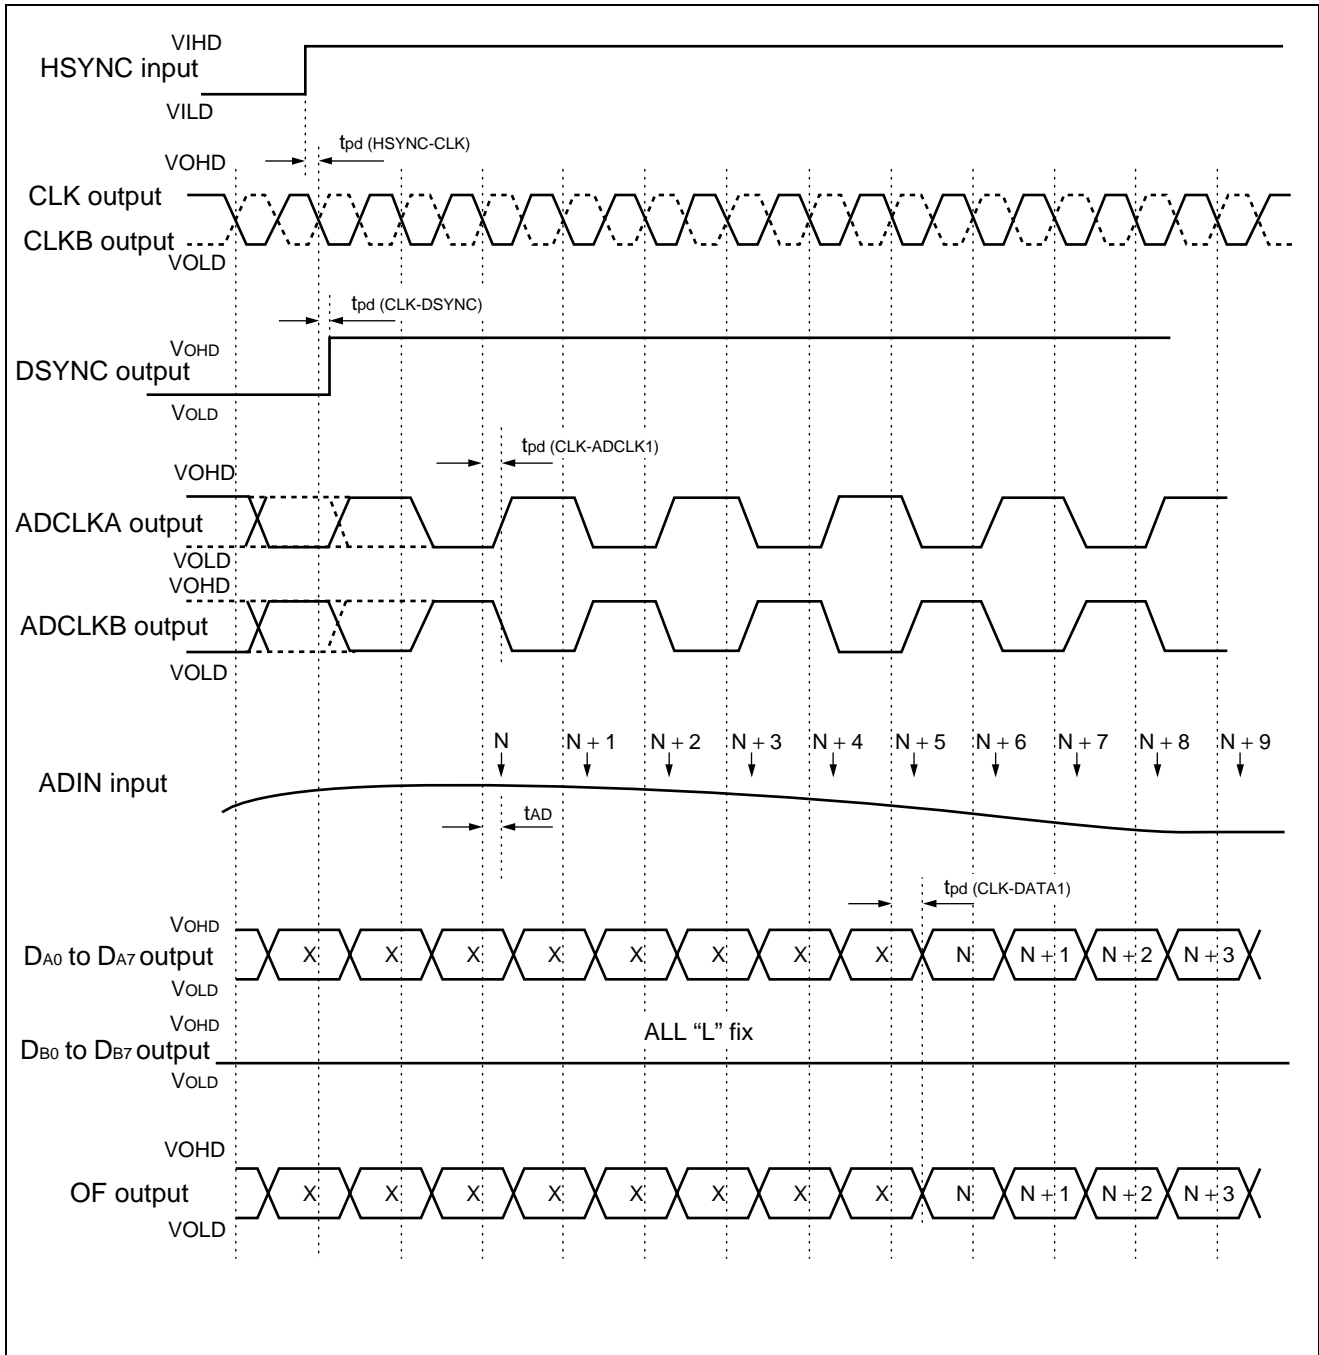 VIHD
HSYNC input
VILD
tpd (HSYNC-CLK)
VOHD
CLK output
CLKB output
VOLD
tpd (CLK-DSYNC)
VOHD
DSYNC output
VOLD
tpd (CLK-ADCLK1)
VOHD
ADCLKA output
VOLD
VOHD
ADCLKB output
VOLD
N N + 1 N + 2 N + 3 N + 4 N + 5 N + 6 N + 7 N + 8 N + 9
ADIN input
tAD
tpd (CLK-DATA1)
VOHD
DA0 to DA7 output X X X X X X X X N N + 1 N + 2 N + 3
VOLD
VOHD
ALL “L” fix
DB0 to DB7 output
VOLD
VOHD
OF output X X X X X X X X N N + 1 N + 2 N + 3
VOLD